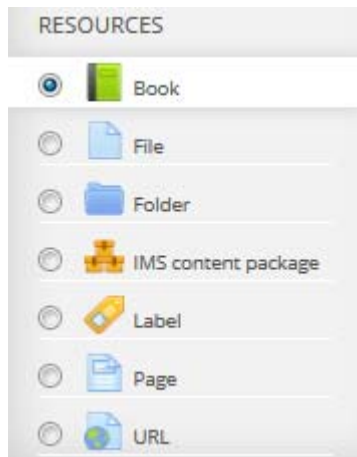 RESOURCES
Book
File
Folder
IMS content package
Label
Page
URL